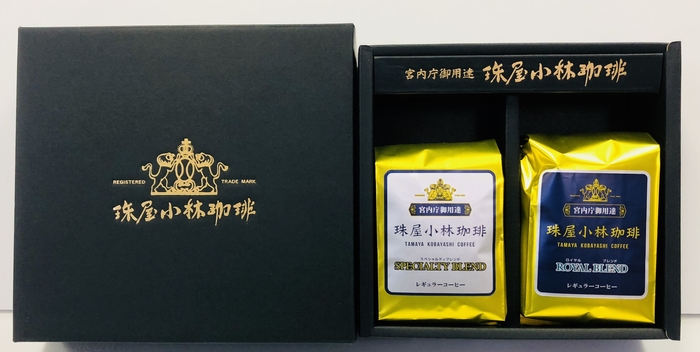 REGISTERED TRADE MARK
珠屋小林珈琲
宮内庁御用達 珠屋小林珈琲
宮内庁御用達
珠屋小林珈琲
TAMAYA KOBAYASHI COFFEE
スペシャルティブレンド
SPECIALTY BLEND
レギュラーコーヒー
宮内庁御用達
珠屋小林珈琲
TAMAYA KOBAYASHI COFFEE
ロイヤル ブレンド
ROYAL BLEND
レギュラーコーヒー